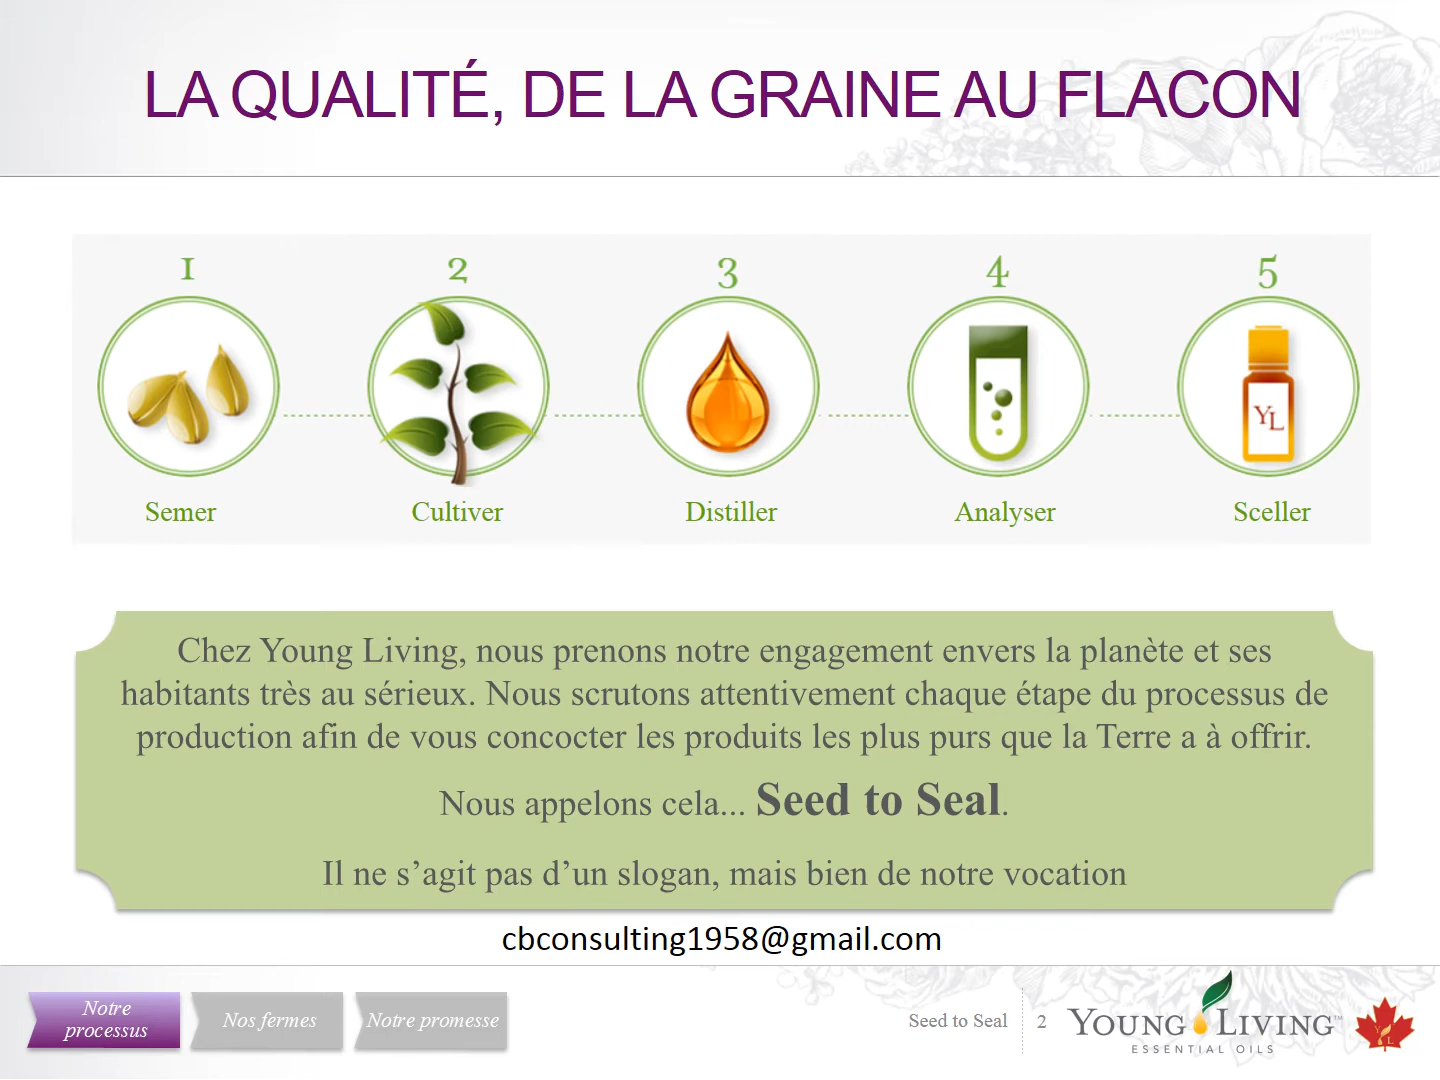 LA QUALITÉ, DE LA GRAINE AU FLACON
1 2 3 4 5
YL
Semer Cultiver Distiller Analyser Sceller
Chez Young Living, nous prenons notre engagement envers la planète et ses
habitants très au sérieux. Nous scrutons attentivement chaque étape du processus de
production afin de vous concocter les produits les plus purs que la Terre a à offrir.
Nous appelons cela... Seed to Seal.
Il ne s’agit pas d’un slogan, mais bien de notre vocation
cbconsulting1958@gmail.com
Notre
processus
Nos fermes
Notre promesse
Seed to Seal
2
YOUNG LIVING™
ESSENTIAL OILS
YL